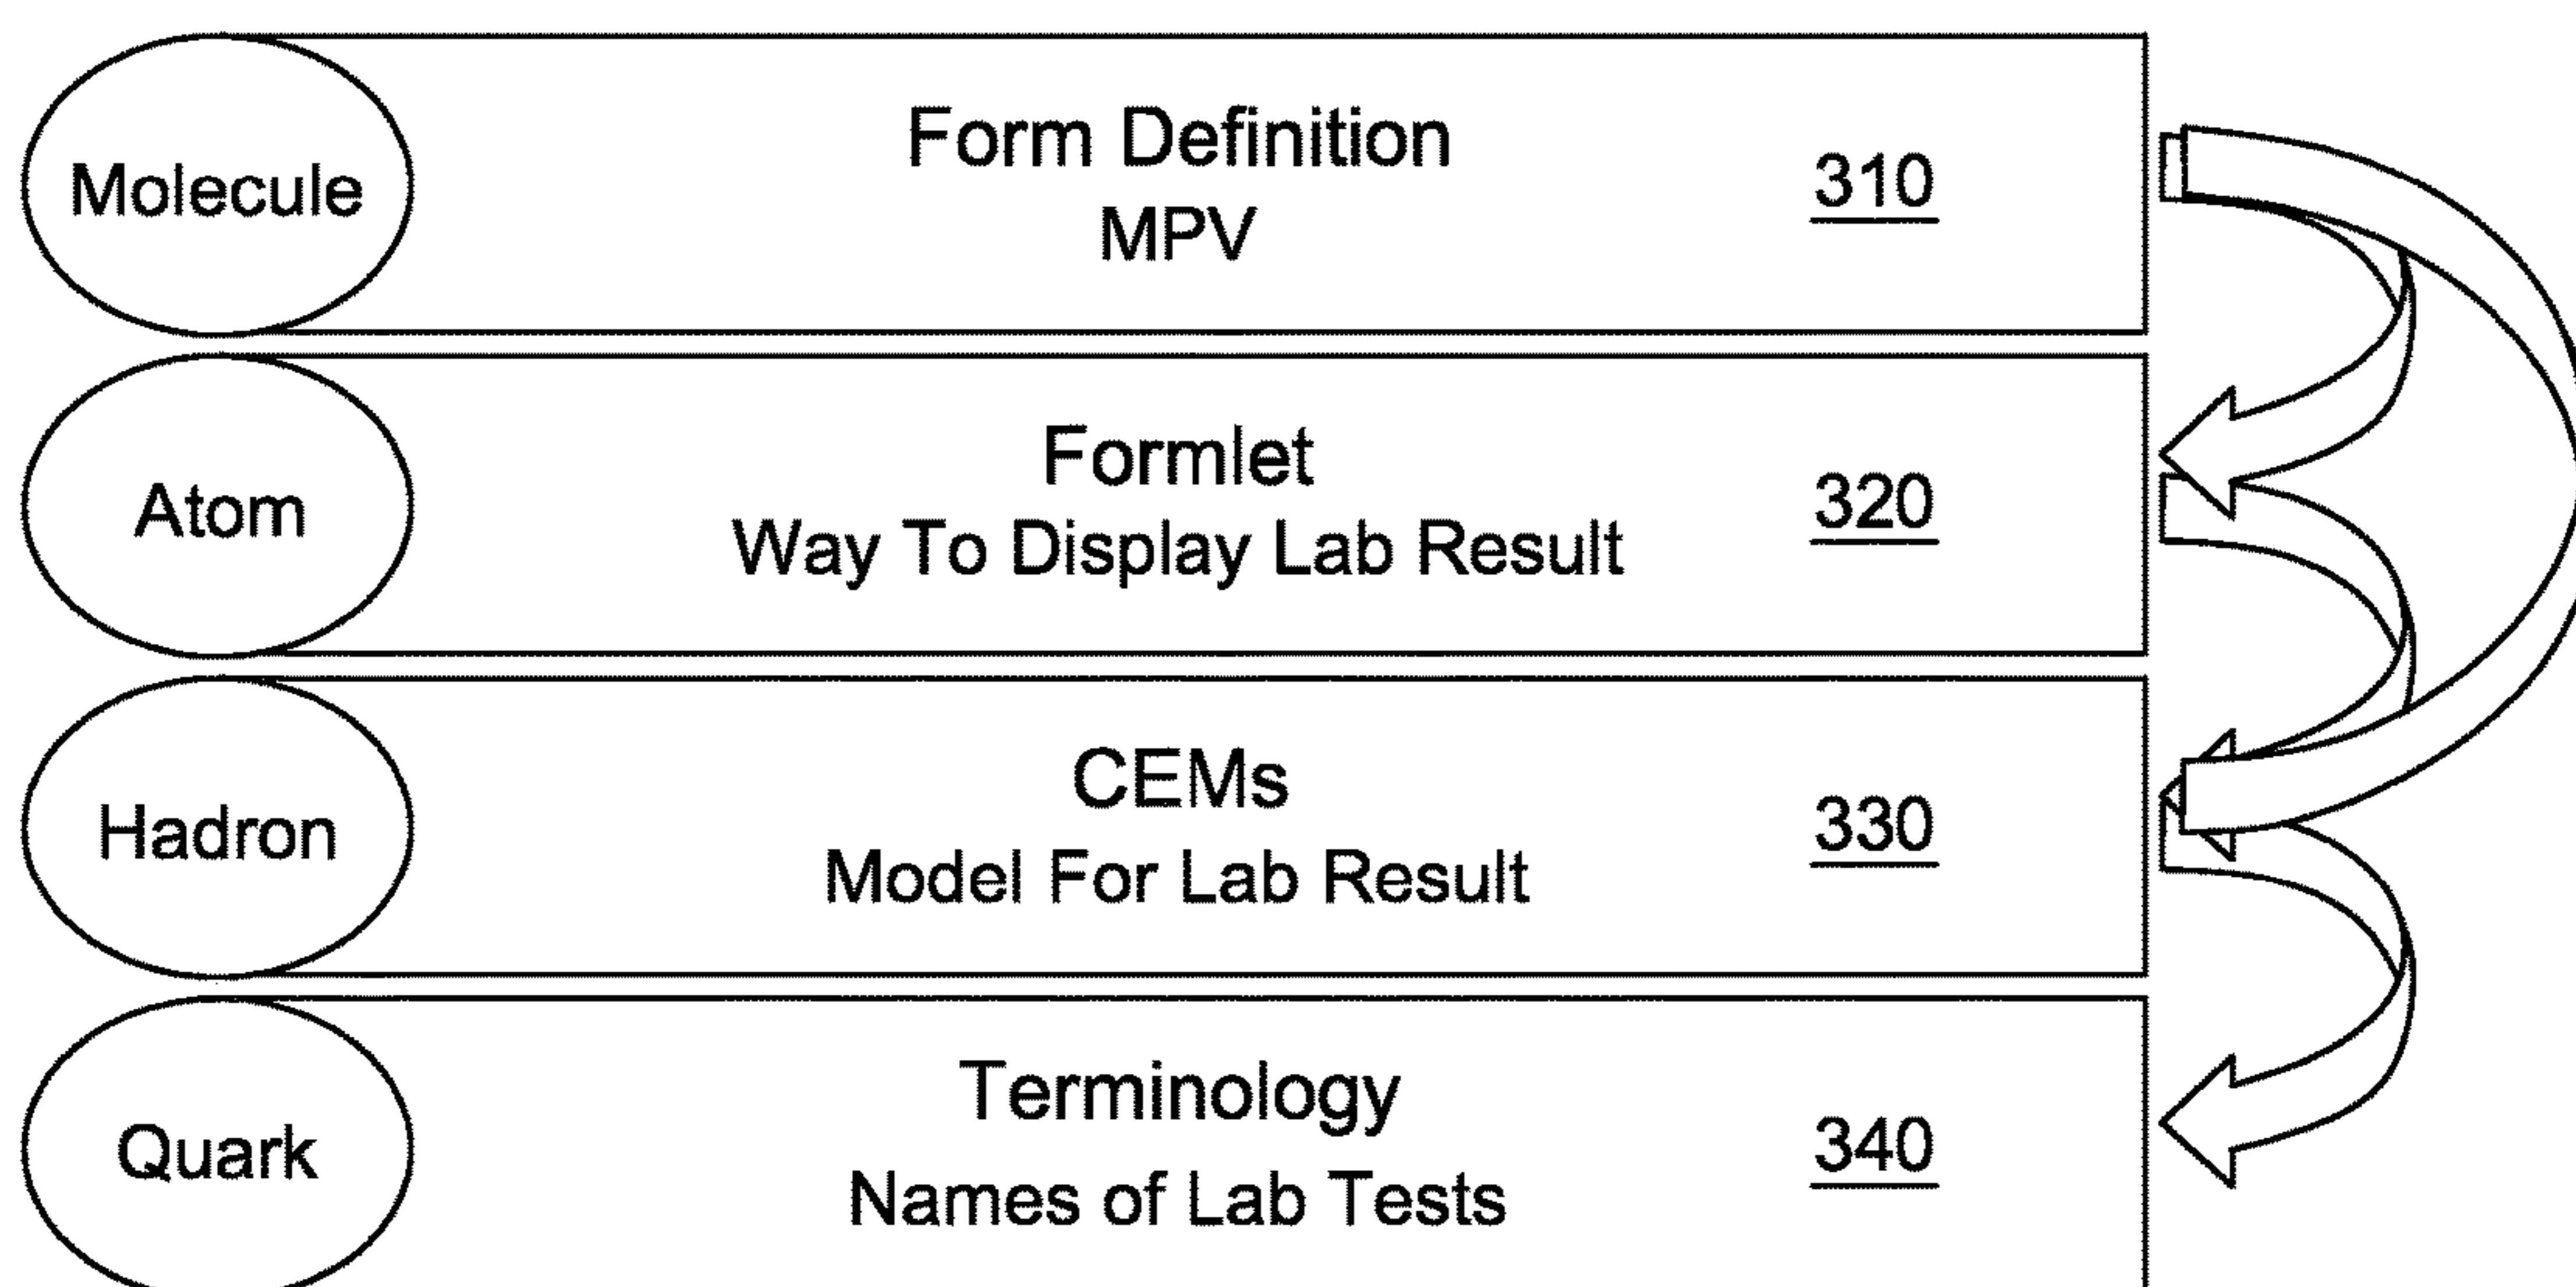 Molecule
Form Definition
MPV
310
Atom
Formlet
Way To Display Lab Result
320
Hadron
CEMs
Model For Lab Result
330
Quark
Terminology
Names of Lab Tests
340